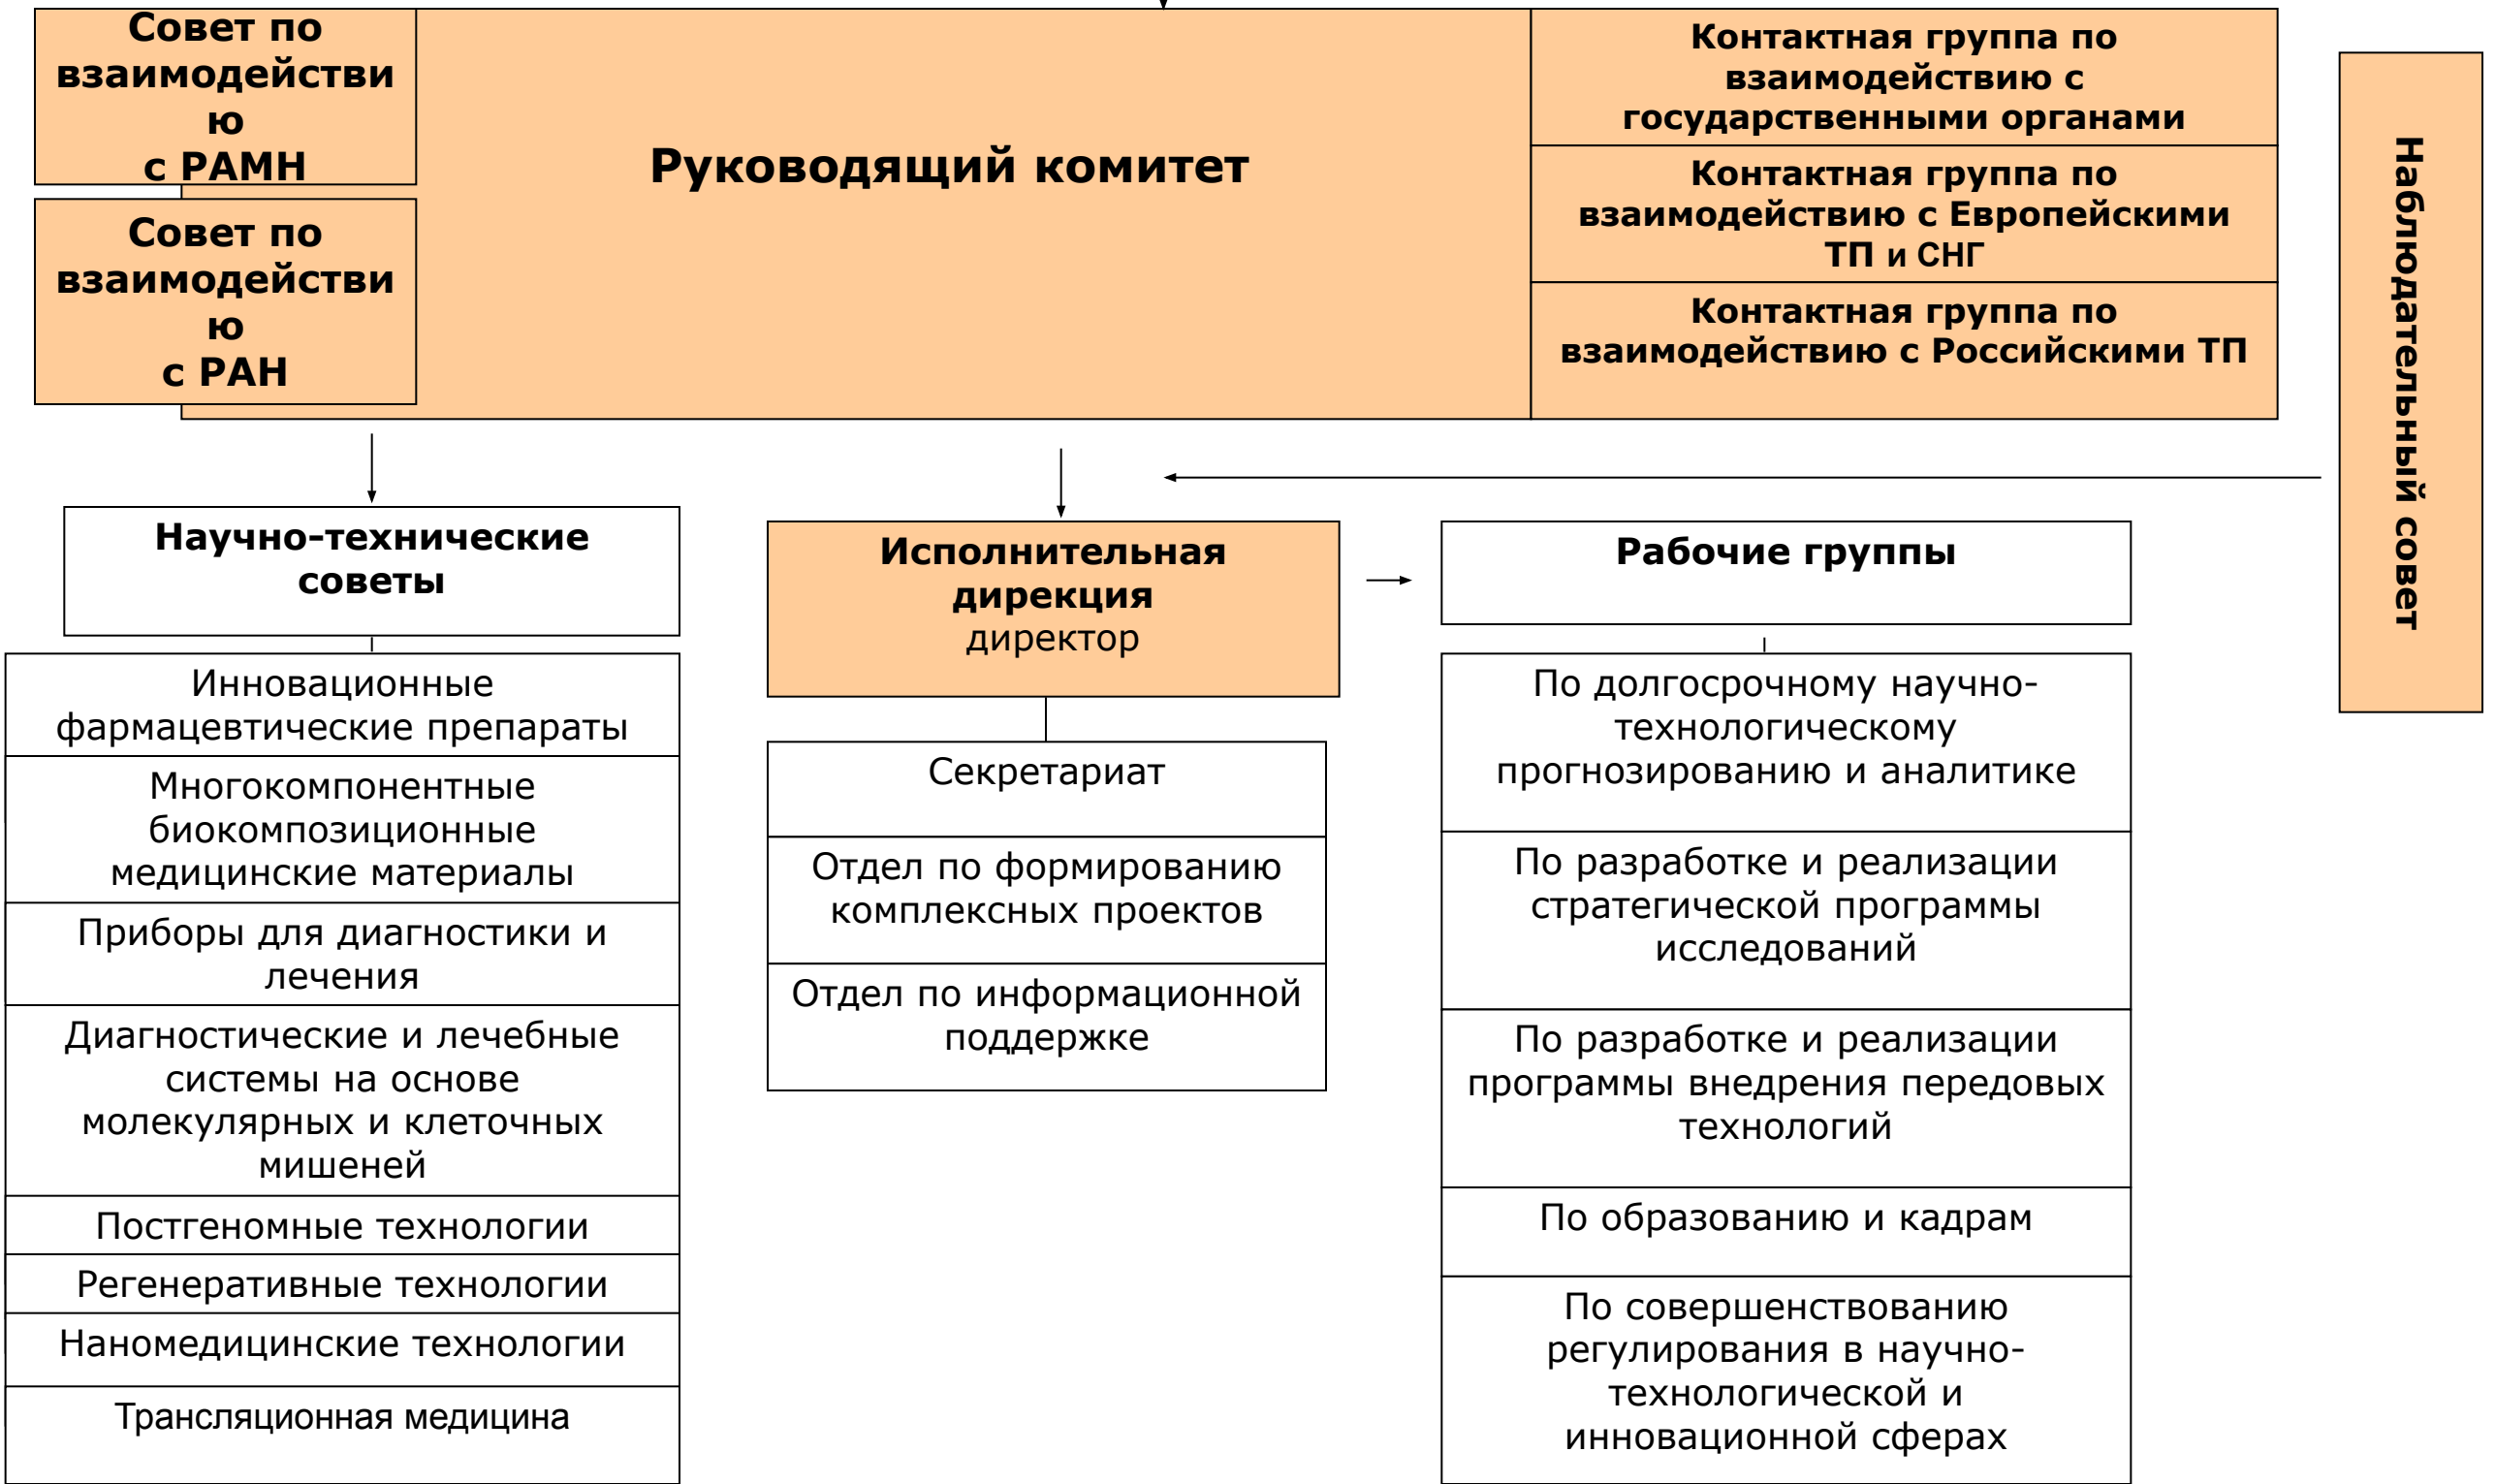 Совет по
взаимодействи
ю
с РАМН
Совет по
взаимодействи
ю
с РАН
Руководящий комитет
Контактная группа по
взаимодействию с
государственными органами
Контактная группа по
взаимодействию с Европейскими
ТП и СНГ
Контактная группа по
взаимодействию с Российскими ТП
Наблюдательный совет
Научно-технические
советы
Инновационные
фармацевтические препараты
Многокомпонентные
биокомпозиционные
медицинские материалы
Приборы для диагностики и
лечения
Диагностические и лечебные
системы на основе
молекулярных и клеточных
мишеней
Постгеномные технологии
Регенеративные технологии
Наномедицинские технологии
Трансляционная медицина
Исполнительная
дирекция
директор
Секретариат
Отдел по формированию
комплексных проектов
Отдел по информационной
поддержке
Рабочие группы
По долгосрочному научно-
технологическому
прогнозированию и аналитике
По разработке и реализации
стратегической программы
исследований
По разработке и реализации
программы внедрения передовых
технологий
По образованию и кадрам
По совершенствованию
регулирования в научно-
технологической и
инновационной сферах